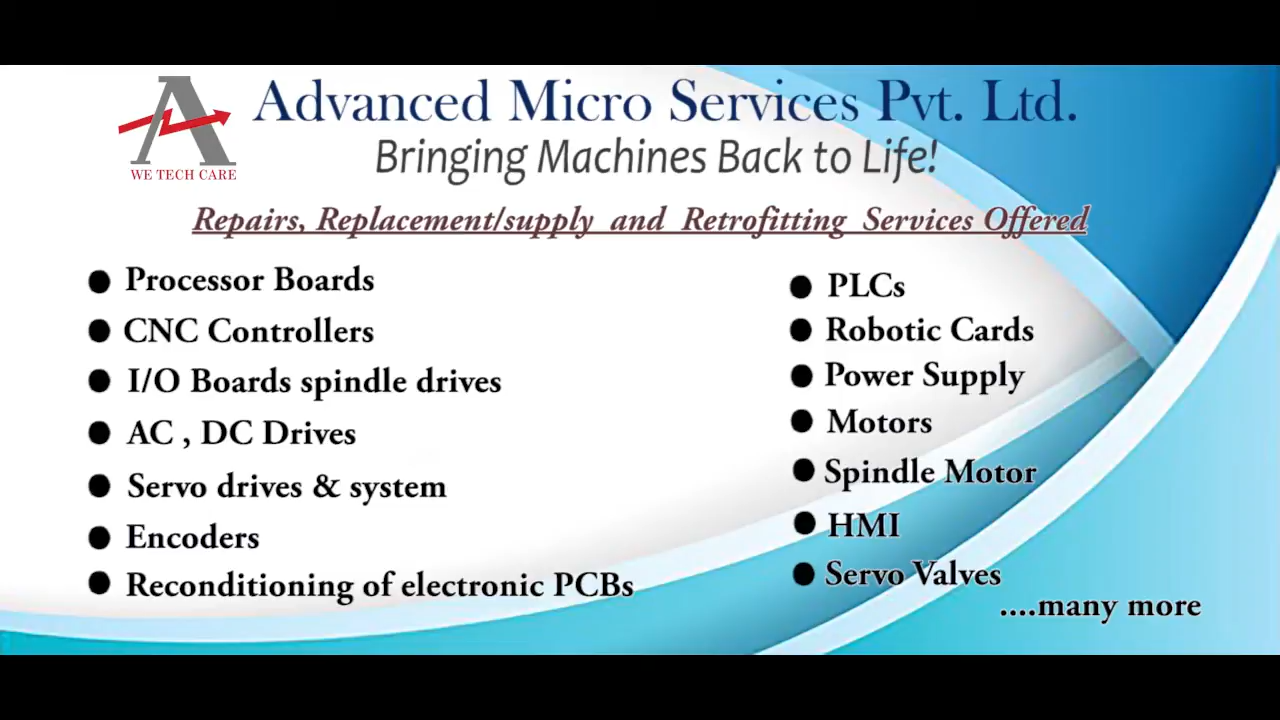 Advanced Micro Services Pvt. Ltd.
WE TECH CARE
Bringing Machines Back to Life!
Repairs, Replacement/supply and Retrofitting Services Offered
● Processor Boards
● CNC Controllers
● I/O Boards spindle drives
● AC , DC Drives
● Servo drives & system
● Encoders
● Reconditioning of electronic PCBs
● PLCs
● Robotic Cards
● Power Supply
● Motors
● Spindle Motor
● HMI
● Servo Valves
....many more